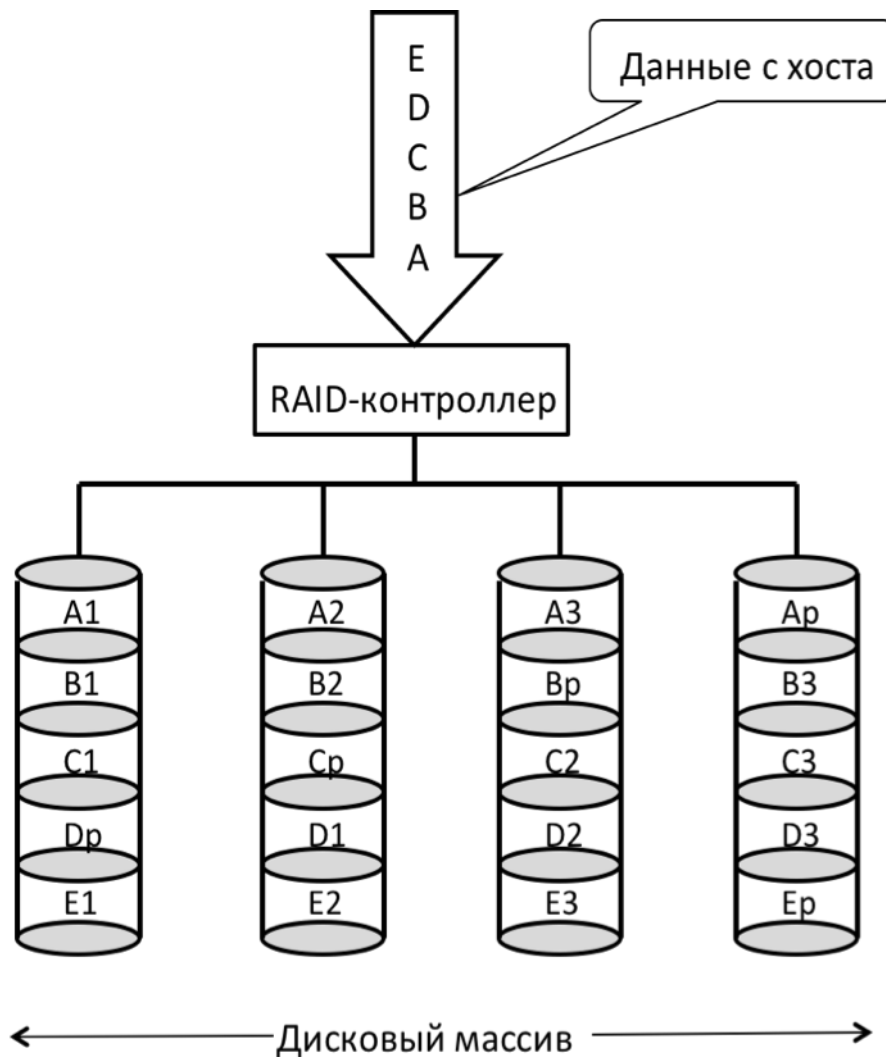 E
D
C
B
A
Данные с хоста
RAID-контроллер
A1 A2 A3 Ap
B1 B2 Bp B3
C1 Cp C2 C3
Dp D1 D2 D3
E1 E2 E3 Ep
Дисковый массив